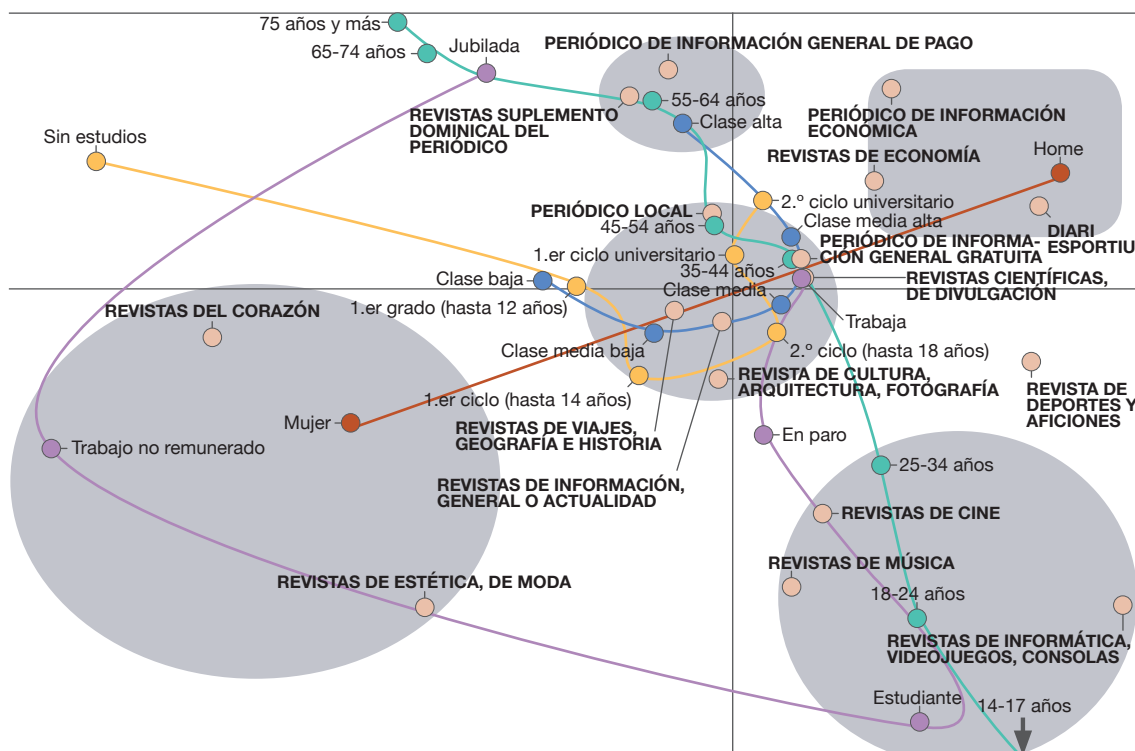 75 años y más
65-74 años
Jubilada
PERIÓDICO DE INFORMACIÓN GENERAL DE PAGO
55-64 años
REVISTAS SUPLEMENTO
DOMINICAL DEL
PERIÓDICO
Clase alta
PERIÓDICO DE INFORMACIÓN
ECONÓMICA
Sin estudios
REVISTAS DE ECONOMÍA
Home
2.º ciclo universitario
PERIÓDICO LOCAL
45-54 años
Clase media alta
DIARI
ESPORTIU
1.er ciclo universitario
PERIÓDICO DE INFORMA-
CIÓN GENERAL GRATUITA
35-44 años
Clase baja
Clase media
REVISTAS CIENTÍFICAS,
DE DIVULGACIÓN
1.er grado (hasta 12 años)
REVISTAS DEL CORAZÓN
Trabaja
Clase media baja
2.º ciclo (hasta 18 años)
REVISTA DE CULTURA,
ARQUITECTURA, FOTÓGRAFÍA
REVISTA DE
DEPORTES Y
AFICIONES
1.er ciclo (hasta 14 años)
Mujer
REVISTAS DE VIAJES,
GEOGRAFÍA E HISTORIA
En paro
Trabajo no remunerado
25-34 años
REVISTAS DE INFORMACIÓN,
GENERAL O ACTUALIDAD
REVISTAS DE CINE
REVISTAS DE MÚSICA
REVISTAS DE ESTÉTICA, DE MODA
18-24 años
REVISTAS DE INFORMÁTICA,
VIDEOJUEGOS, CONSOLAS
Estudiante
14-17 años